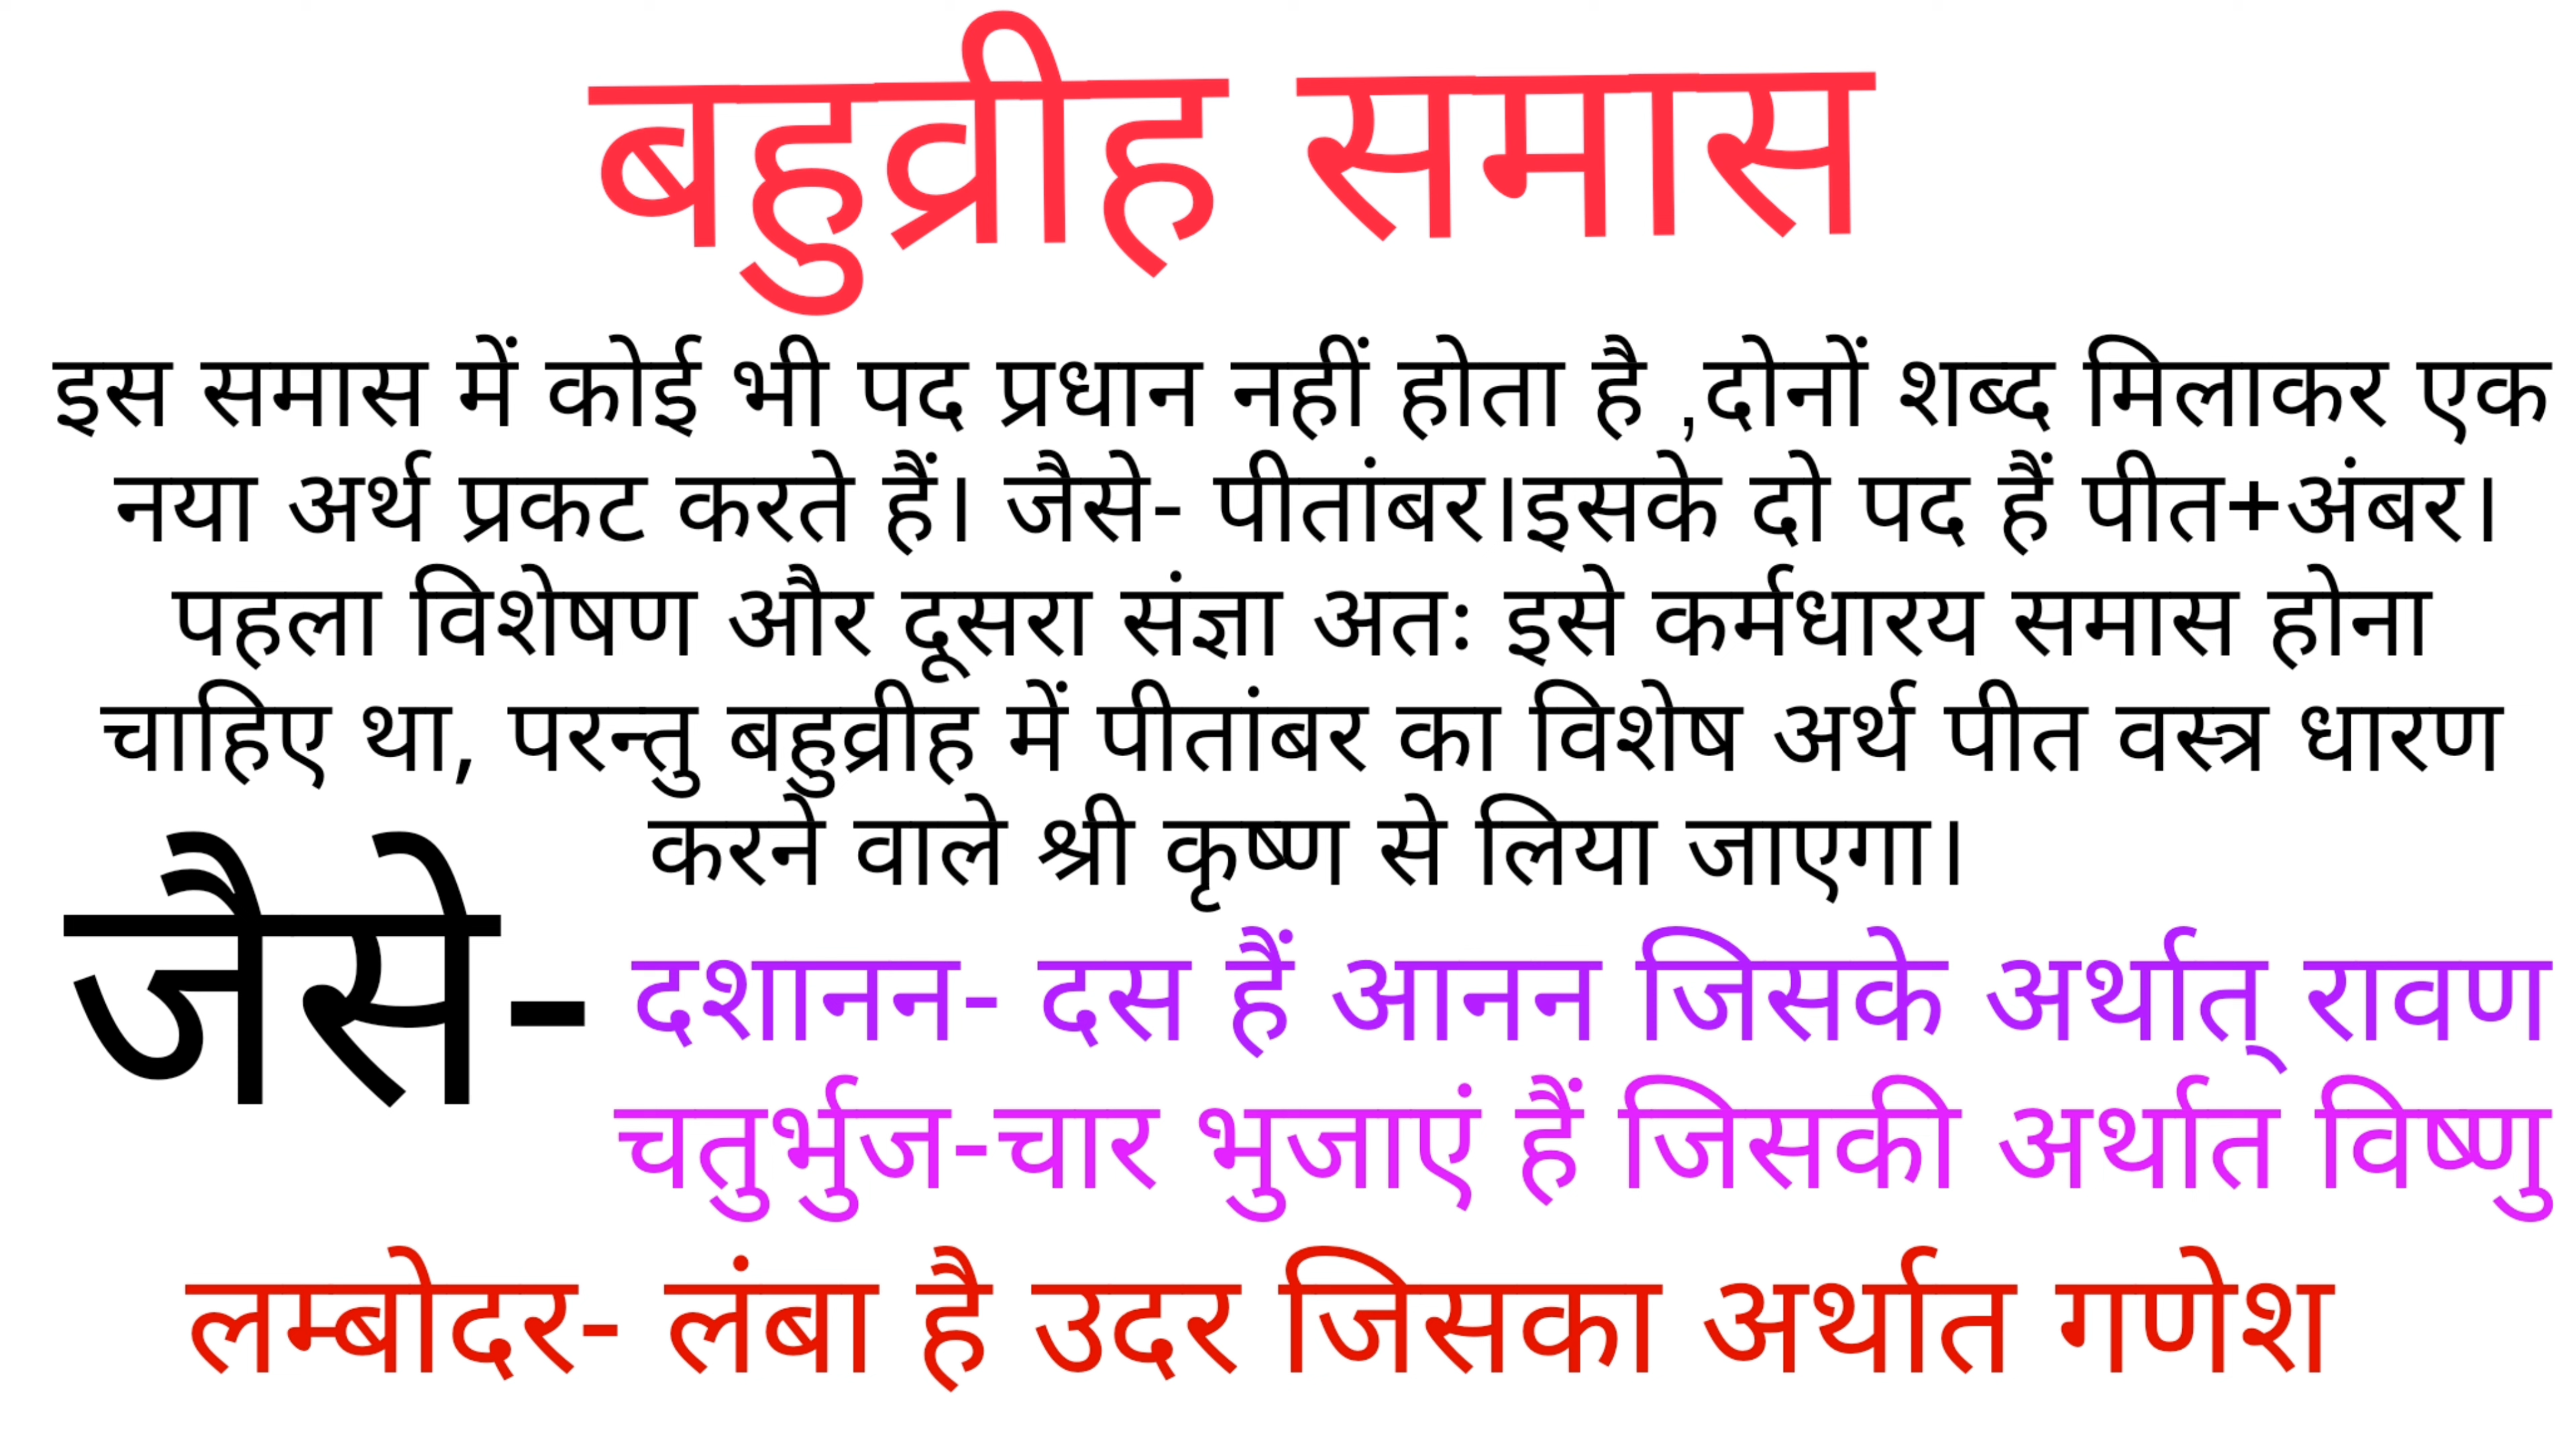 बहुव्रीह समास
इस समास में कोई भी पद प्रधान नहीं होता है ,दोनों शब्द मिलाकर एक
नया अर्थ प्रकट करते हैं। जैसे- पीतांबर।इसके दो पद हैं पीत+अंबर।
पहला विशेषण और दूसरा संज्ञा अतः इसे कर्मधारय समास होना
चाहिए था, परन्तु बहुव्रीह में पीतांबर का विशेष अर्थ पीत वस्त्र धारण
करने वाले श्री कृष्ण से लिया जाएगा।
जैसे- दशानन- दस हैं आनन जिसके अर्थात् रावण
चतुर्भुज-चार भुजाएं हैं जिसकी अर्थात विष्णु
लम्बोदर- लंबा है उदर जिसका अर्थात गणेश